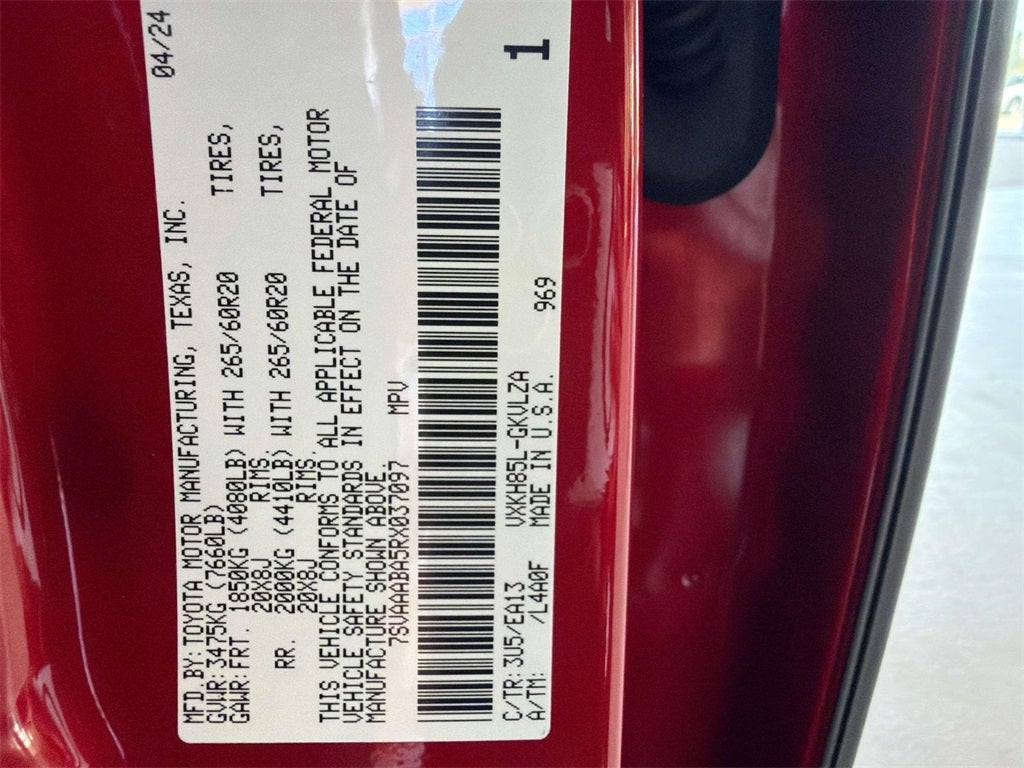 MFD.BY:TOYOTA MOTOR MANUFACTURING, TEXAS, INC. 04/24
GVWR:3475KG (7660LB)
GAWR:FRT. 1850KG (4080LB) WITH 265/60R20 TIRES,
20X8J RIMS,
RR. 2000KG (4410LB) WITH 265/60R20 TIRES,
20X8J RIMS.
THIS VEHICLE CONFORMS TO ALL APPLICABLE FEDERAL MOTOR
VEHICLE SAFETY STANDARDS IN EFFECT ON THE DATE OF
MANUFACTURE SHOWN ABOVE.
7SVAAABA5RX037097 MPV
C/TR:3U5/EA13 VXKH85L-GKVLZA 1
A/TM: /L4A0F MADE IN U.S.A. 969